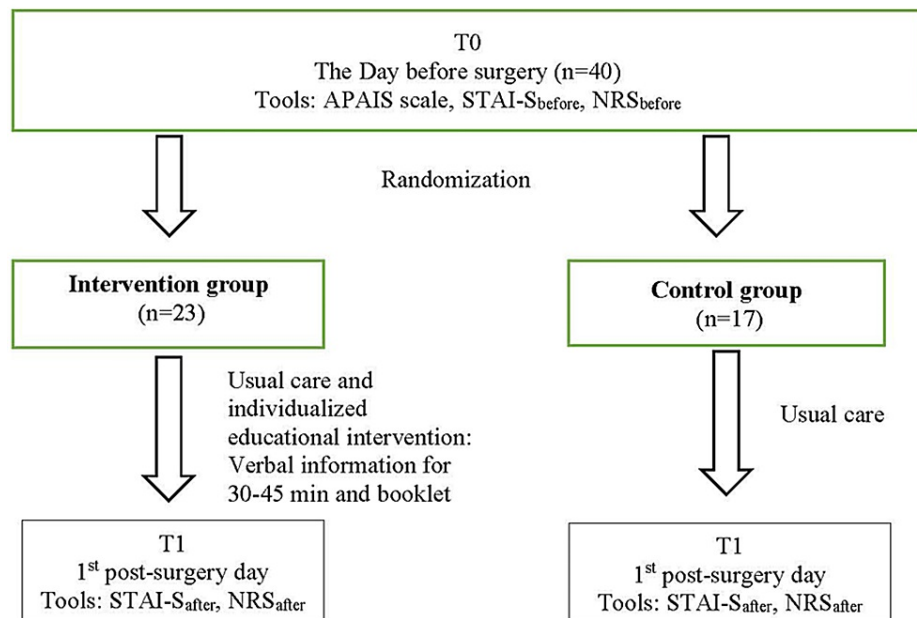 T0
The Day before surgery (n=40)
Tools: APAIS scale, STAI-Sbefore, NRSbefore
Randomization
Intervention group
(n=23)
Control group
(n=17)
Usual care and
individualized
educational intervention:
Verbal information for
30-45 min and booklet
Usual care
T1
1st post-surgery day
Tools: STAI-Safter, NRSafter
T1
1st post-surgery day
Tools: STAI-Safter, NRSafter